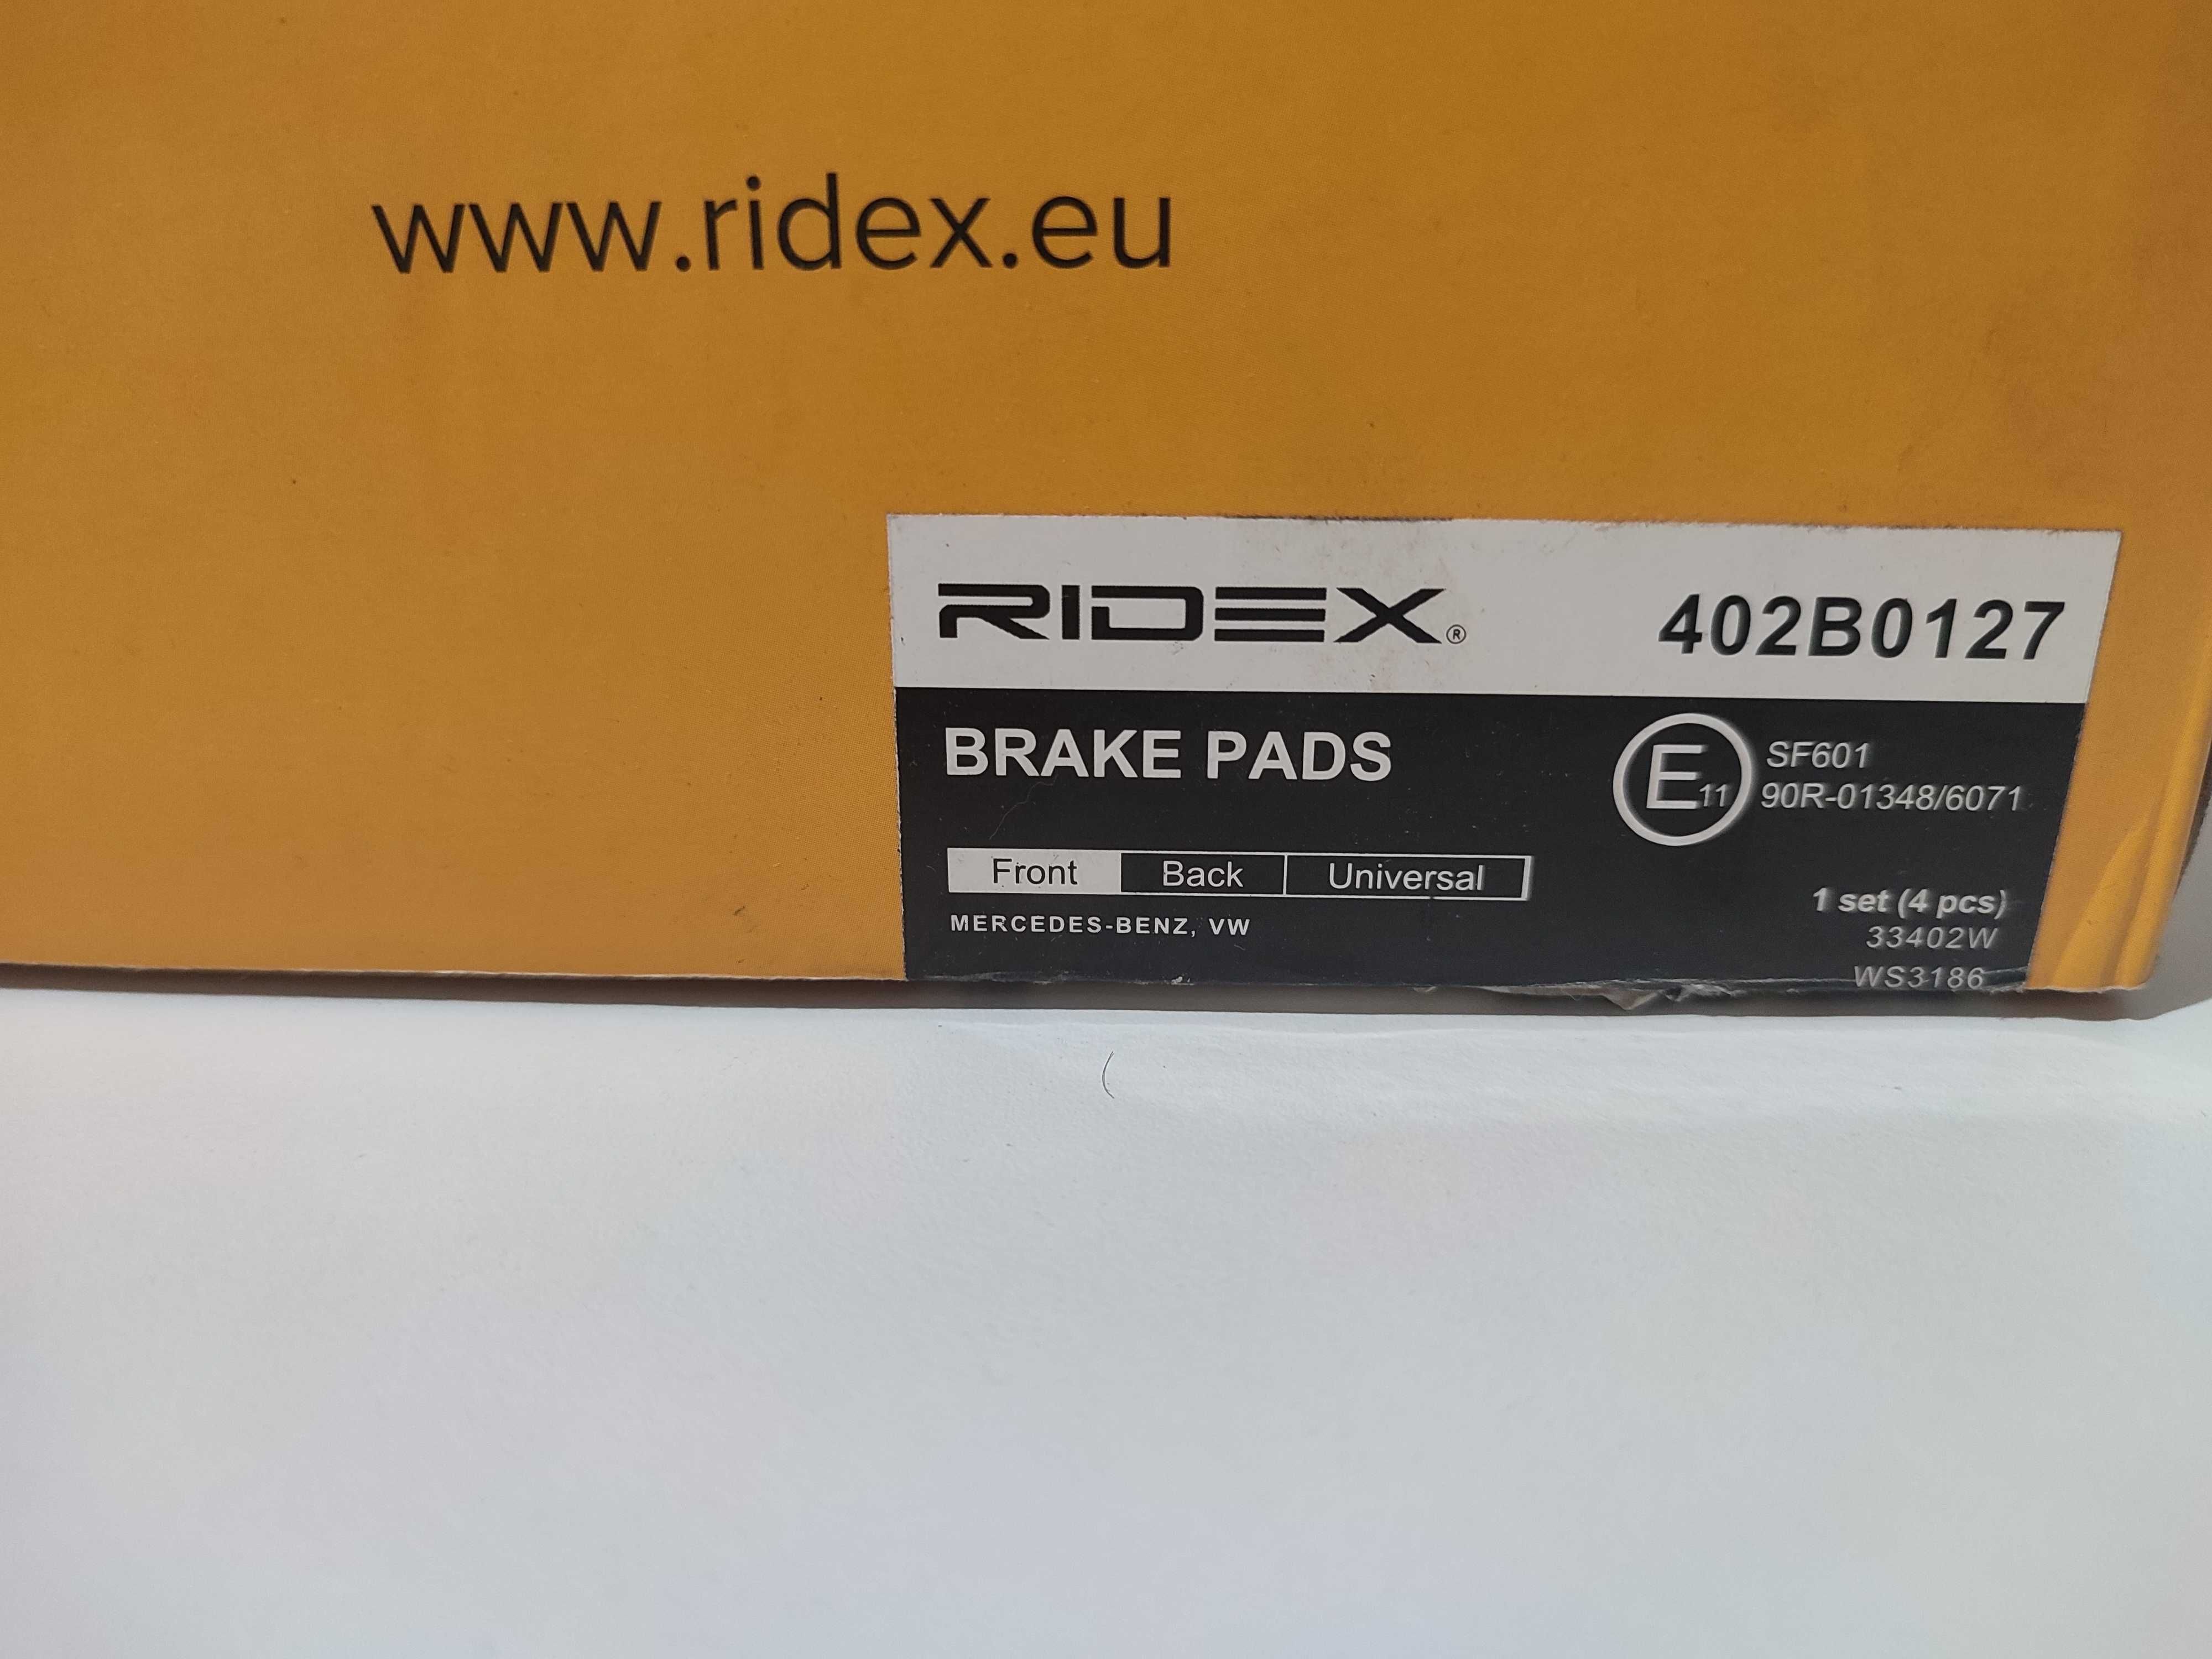 www.ridex.eu
RIDEX® 402B0127
BRAKE PADS
E11 SF601
90R-01348/6071
Front Back Universal
MERCEDES-BENZ, VW
1 set (4 pcs)
33402W
WS3186